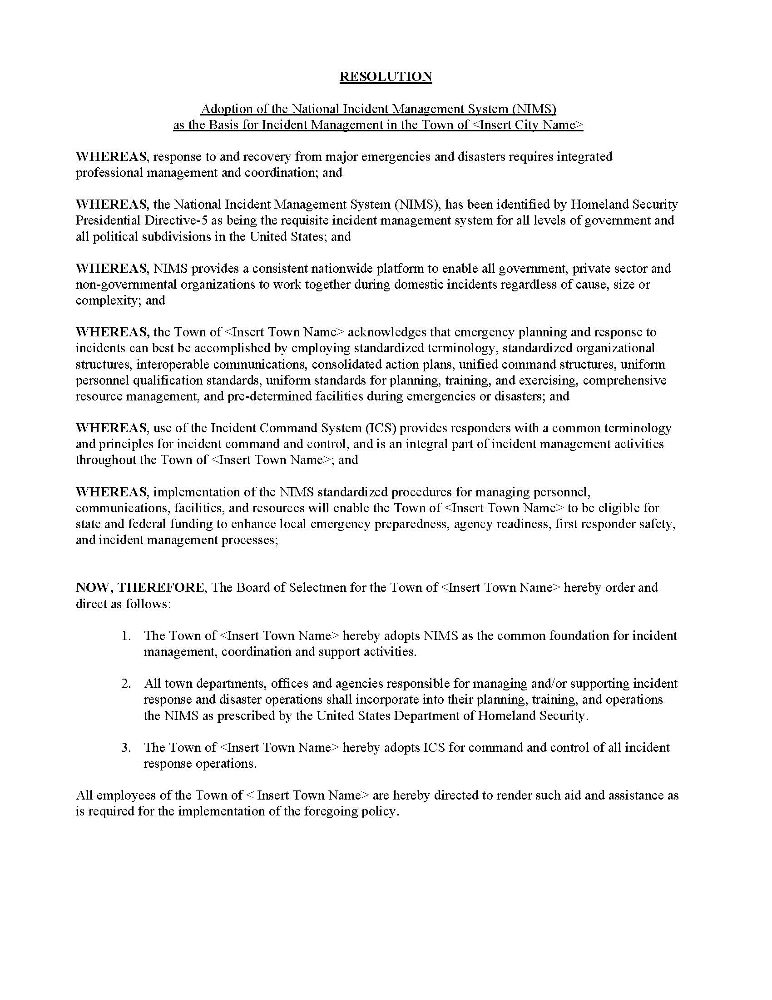 RESOLUTION
Adoption of the National Incident Management System (NIMS)
as the Basis for Incident Management in the Town of <Insert City Name>
WHEREAS, response to and recovery from major emergencies and disasters requires integrated
professional management and coordination; and
WHEREAS, the National Incident Management System (NIMS), has been identified by Homeland Security
Presidential Directive-5 as being the requisite incident management system for all levels of government and
all political subdivisions in the United States; and
WHEREAS, NIMS provides a consistent nationwide platform to enable all government, private sector and
non-governmental organizations to work together during domestic incidents regardless of cause, size or
complexity; and
WHEREAS, the Town of <Insert Town Name> acknowledges that emergency planning and response to
incidents can best be accomplished by employing standardized terminology, standardized organizational
structures, interoperable communications, consolidated action plans, unified command structures, uniform
personnel qualification standards, uniform standards for planning, training, and exercising, comprehensive
resource management, and pre-determined facilities during emergencies or disasters; and
WHEREAS, use of the Incident Command System (ICS) provides responders with a common terminology
and principles for incident command and control, and is an integral part of incident management activities
throughout the Town of <Insert Town Name>; and
WHEREAS, implementation of the NIMS standardized procedures for managing personnel,
communications, facilities, and resources will enable the Town of <Insert Town Name> to be eligible for
state and federal funding to enhance local emergency preparedness, agency readiness, first responder safety,
and incident management processes;
NOW, THEREFORE, The Board of Selectmen for the Town of <Insert Town Name> hereby order and
direct as follows:
1. The Town of <Insert Town Name> hereby adopts NIMS as the common foundation for incident
management, coordination and support activities.
2. All town departments, offices and agencies responsible for managing and/or supporting incident
response and disaster operations shall incorporate into their planning, training, and operations
the NIMS as prescribed by the United States Department of Homeland Security.
3. The Town of <Insert Town Name> hereby adopts ICS for command and control of all incident
response operations.
All employees of the Town of < Insert Town Name> are hereby directed to render such aid and assistance as
is required for the implementation of the foregoing policy.